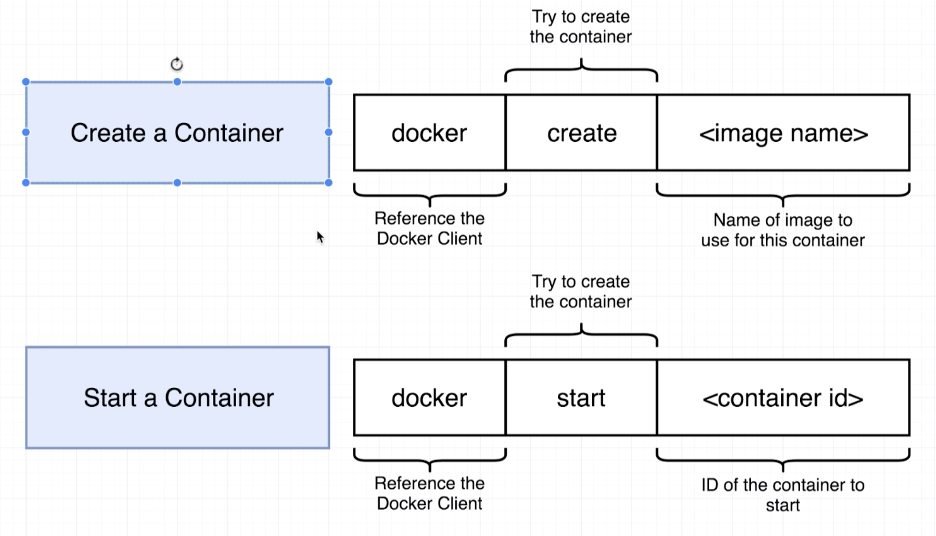 Try to create
the container
Create a Container
docker
create
<image name>
Reference the
Docker Client
Name of image to
use for this container
Try to create
the container
Start a Container
docker
start
<container id>
Reference the
Docker Client
ID of the container to
start